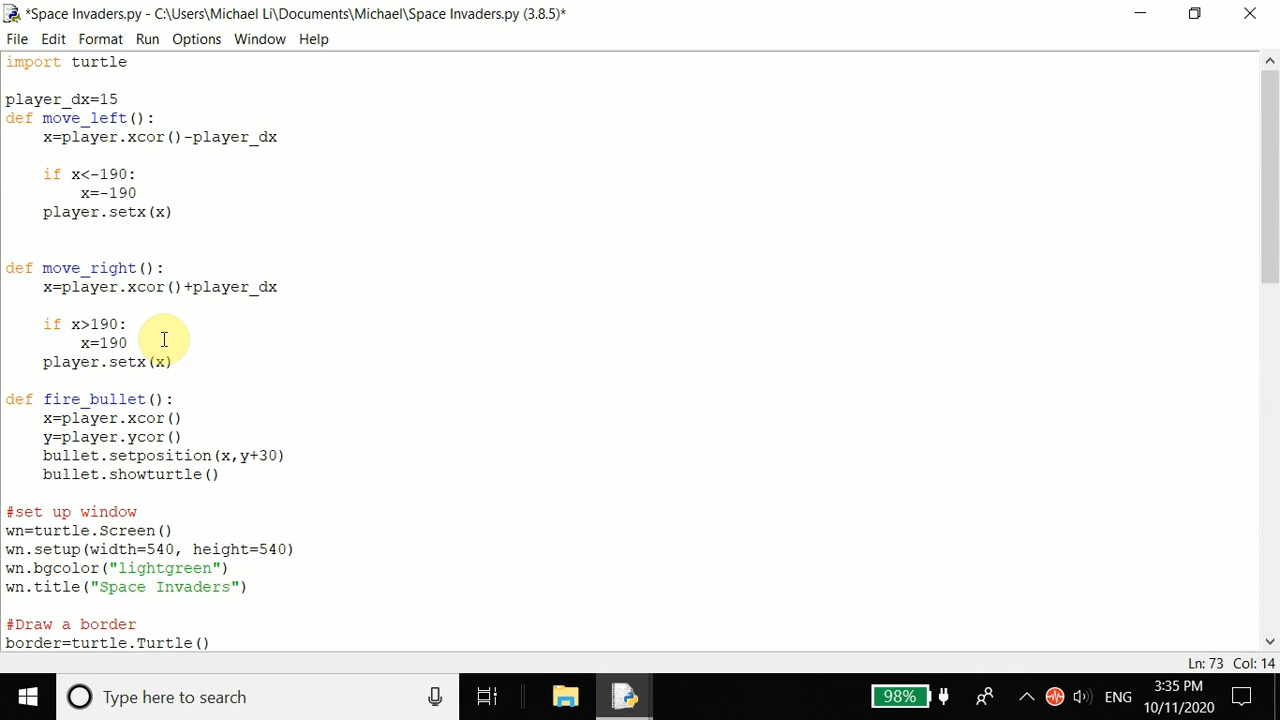 *Space Invaders.py - C:\Users\Michael Li\Documents\Michael\Space Invaders.py (3.8.5)*
File Edit Format Run Options Window Help
import turtle
player_dx=15
def move_left():
    x=player.xcor()-player_dx
    if x<-190:
        x=-190
    player.setx(x)
def move_right():
    x=player.xcor()+player_dx
    if x>190:
        x=190
    player.setx(x)
def fire_bullet():
    x=player.xcor()
    y=player.ycor()
    bullet.setposition(x,y+30)
    bullet.showturtle()
#set up window
wn=turtle.Screen()
wn.setup(width=540, height=540)
wn.bgcolor("lightgreen")
wn.title("Space Invaders")
#Draw a border
border=turtle.Turtle()
Ln: 73 Col: 14
Type here to search
98%
ENG
3:35 PM
10/11/2020